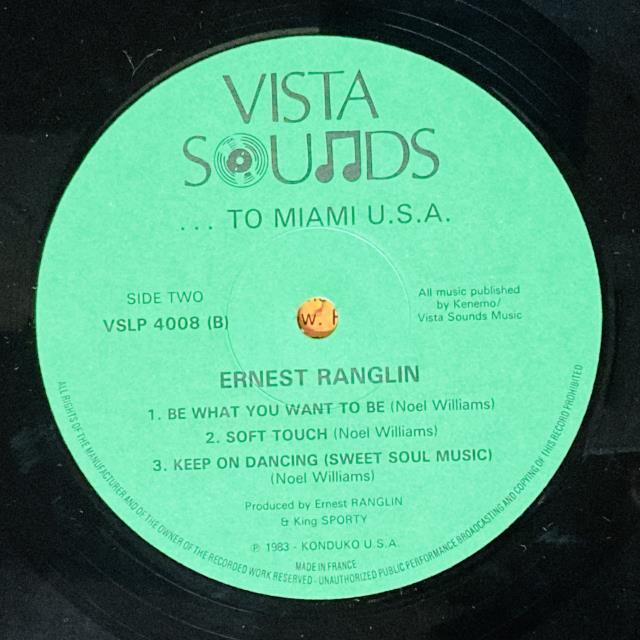 VISTA
SOUNDS
... TO MIAMI U.S.A.
SIDE TWO
VSLP 4008 (B)
All music published
by Kenemo/
Vista Sounds Music
ERNEST RANGLIN
1. BE WHAT YOU WANT TO BE (Noel Williams)
2. SOFT TOUCH (Noel Williams)
3. KEEP ON DANCING (SWEET SOUL MUSIC)
(Noel Williams)
Produced by Ernest RANGLIN
& King SPORTY
℗ 1983 - KONDUKO U.S.A.
MADE IN FRANCE
ALL RIGHTS OF THE MANUFACTURER AND OF THE OWNER OF THE RECORDED WORK RESERVED - UNAUTHORIZED PUBLIC PERFORMANCE BROADCASTING AND COPYING OF THIS RECORD PROHIBITED